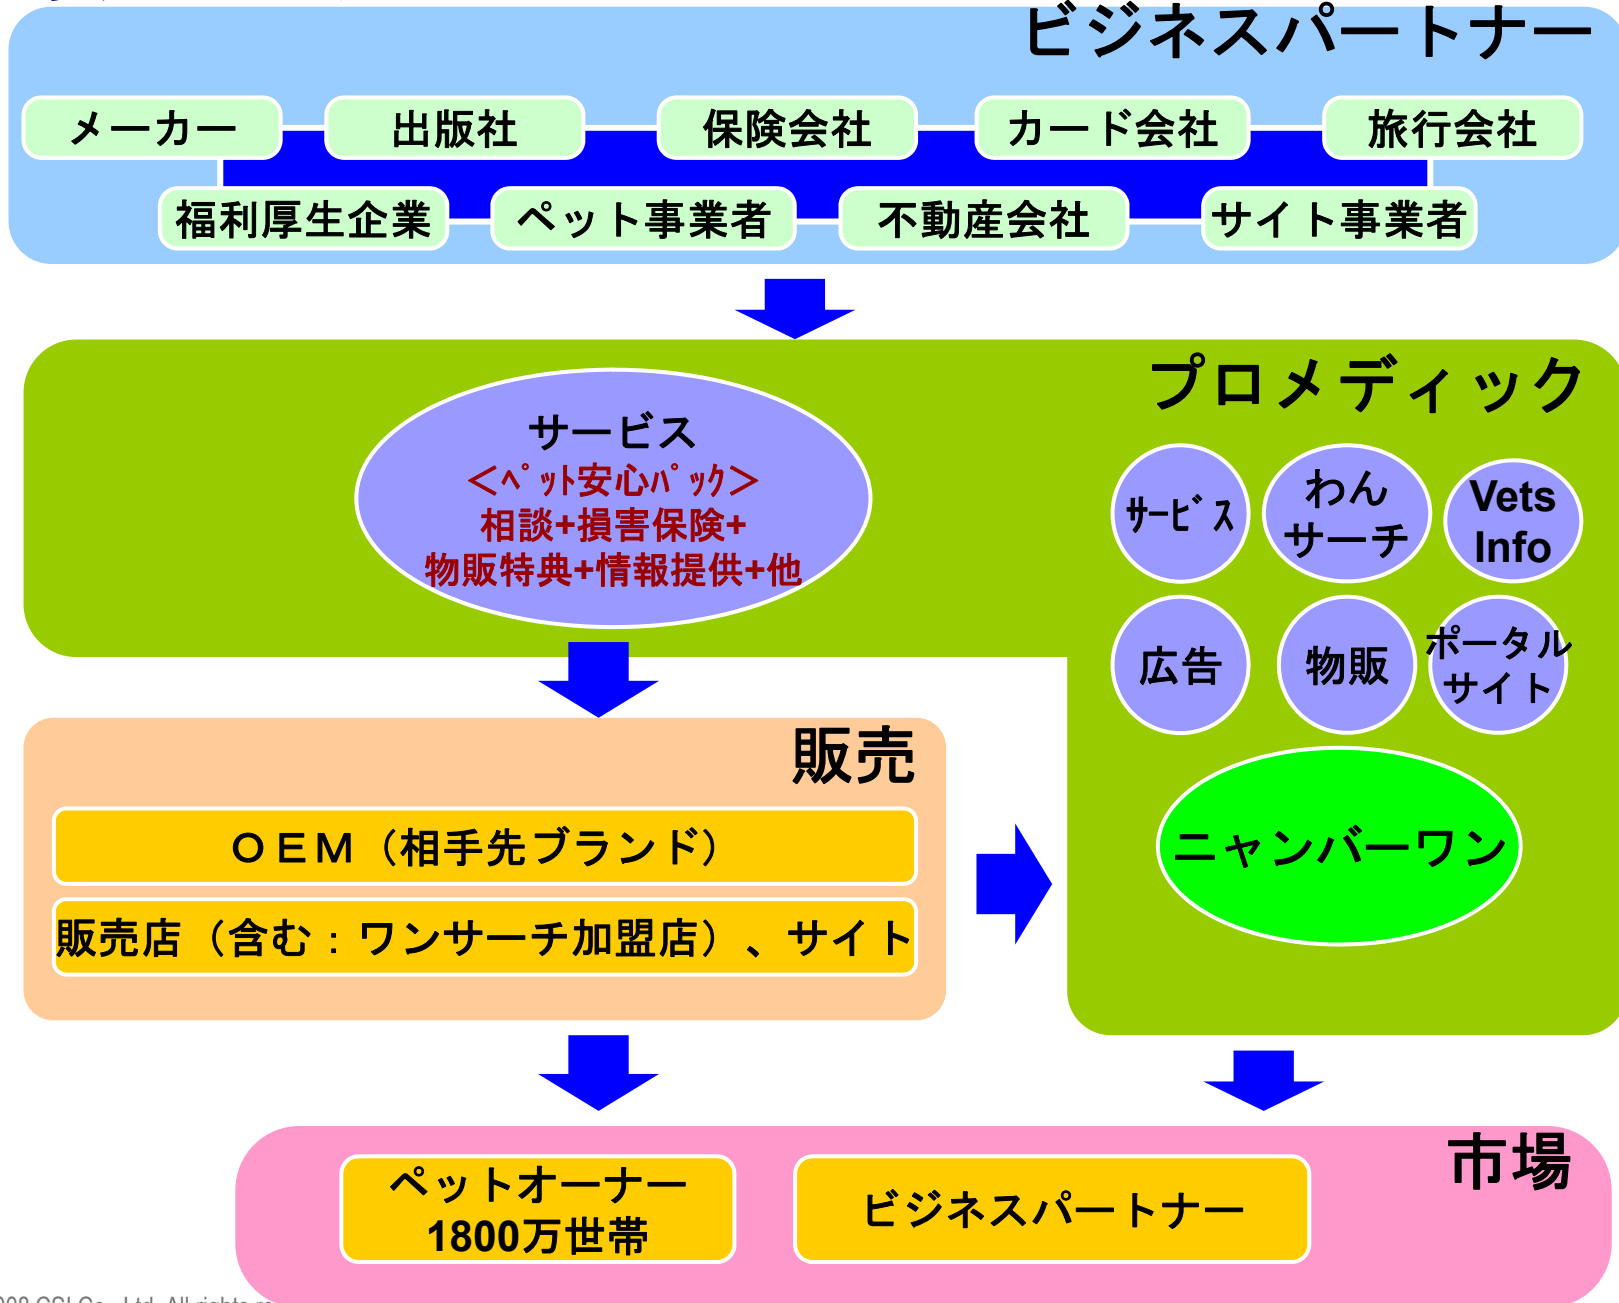 ビジネスパートナー
メーカー
出版社
保険会社
カード会社
旅行会社
福利厚生企業
ペット事業者
不動産会社
サイト事業者
プロメディック
サービス
＜ﾍﾟｯﾄ安心ﾊﾟｯｸ＞
相談+損害保険+
物販特典+情報提供+他
ｻｰﾋﾞｽ
わん
サーチ
Vets
Info
広告
物販
ポータル
サイト
ニャンバーワン
販売
ＯＥＭ（相手先ブランド）
販売店（含む：ワンサーチ加盟店）、サイト
市場
ペットオーナー
1800万世帯
ビジネスパートナー